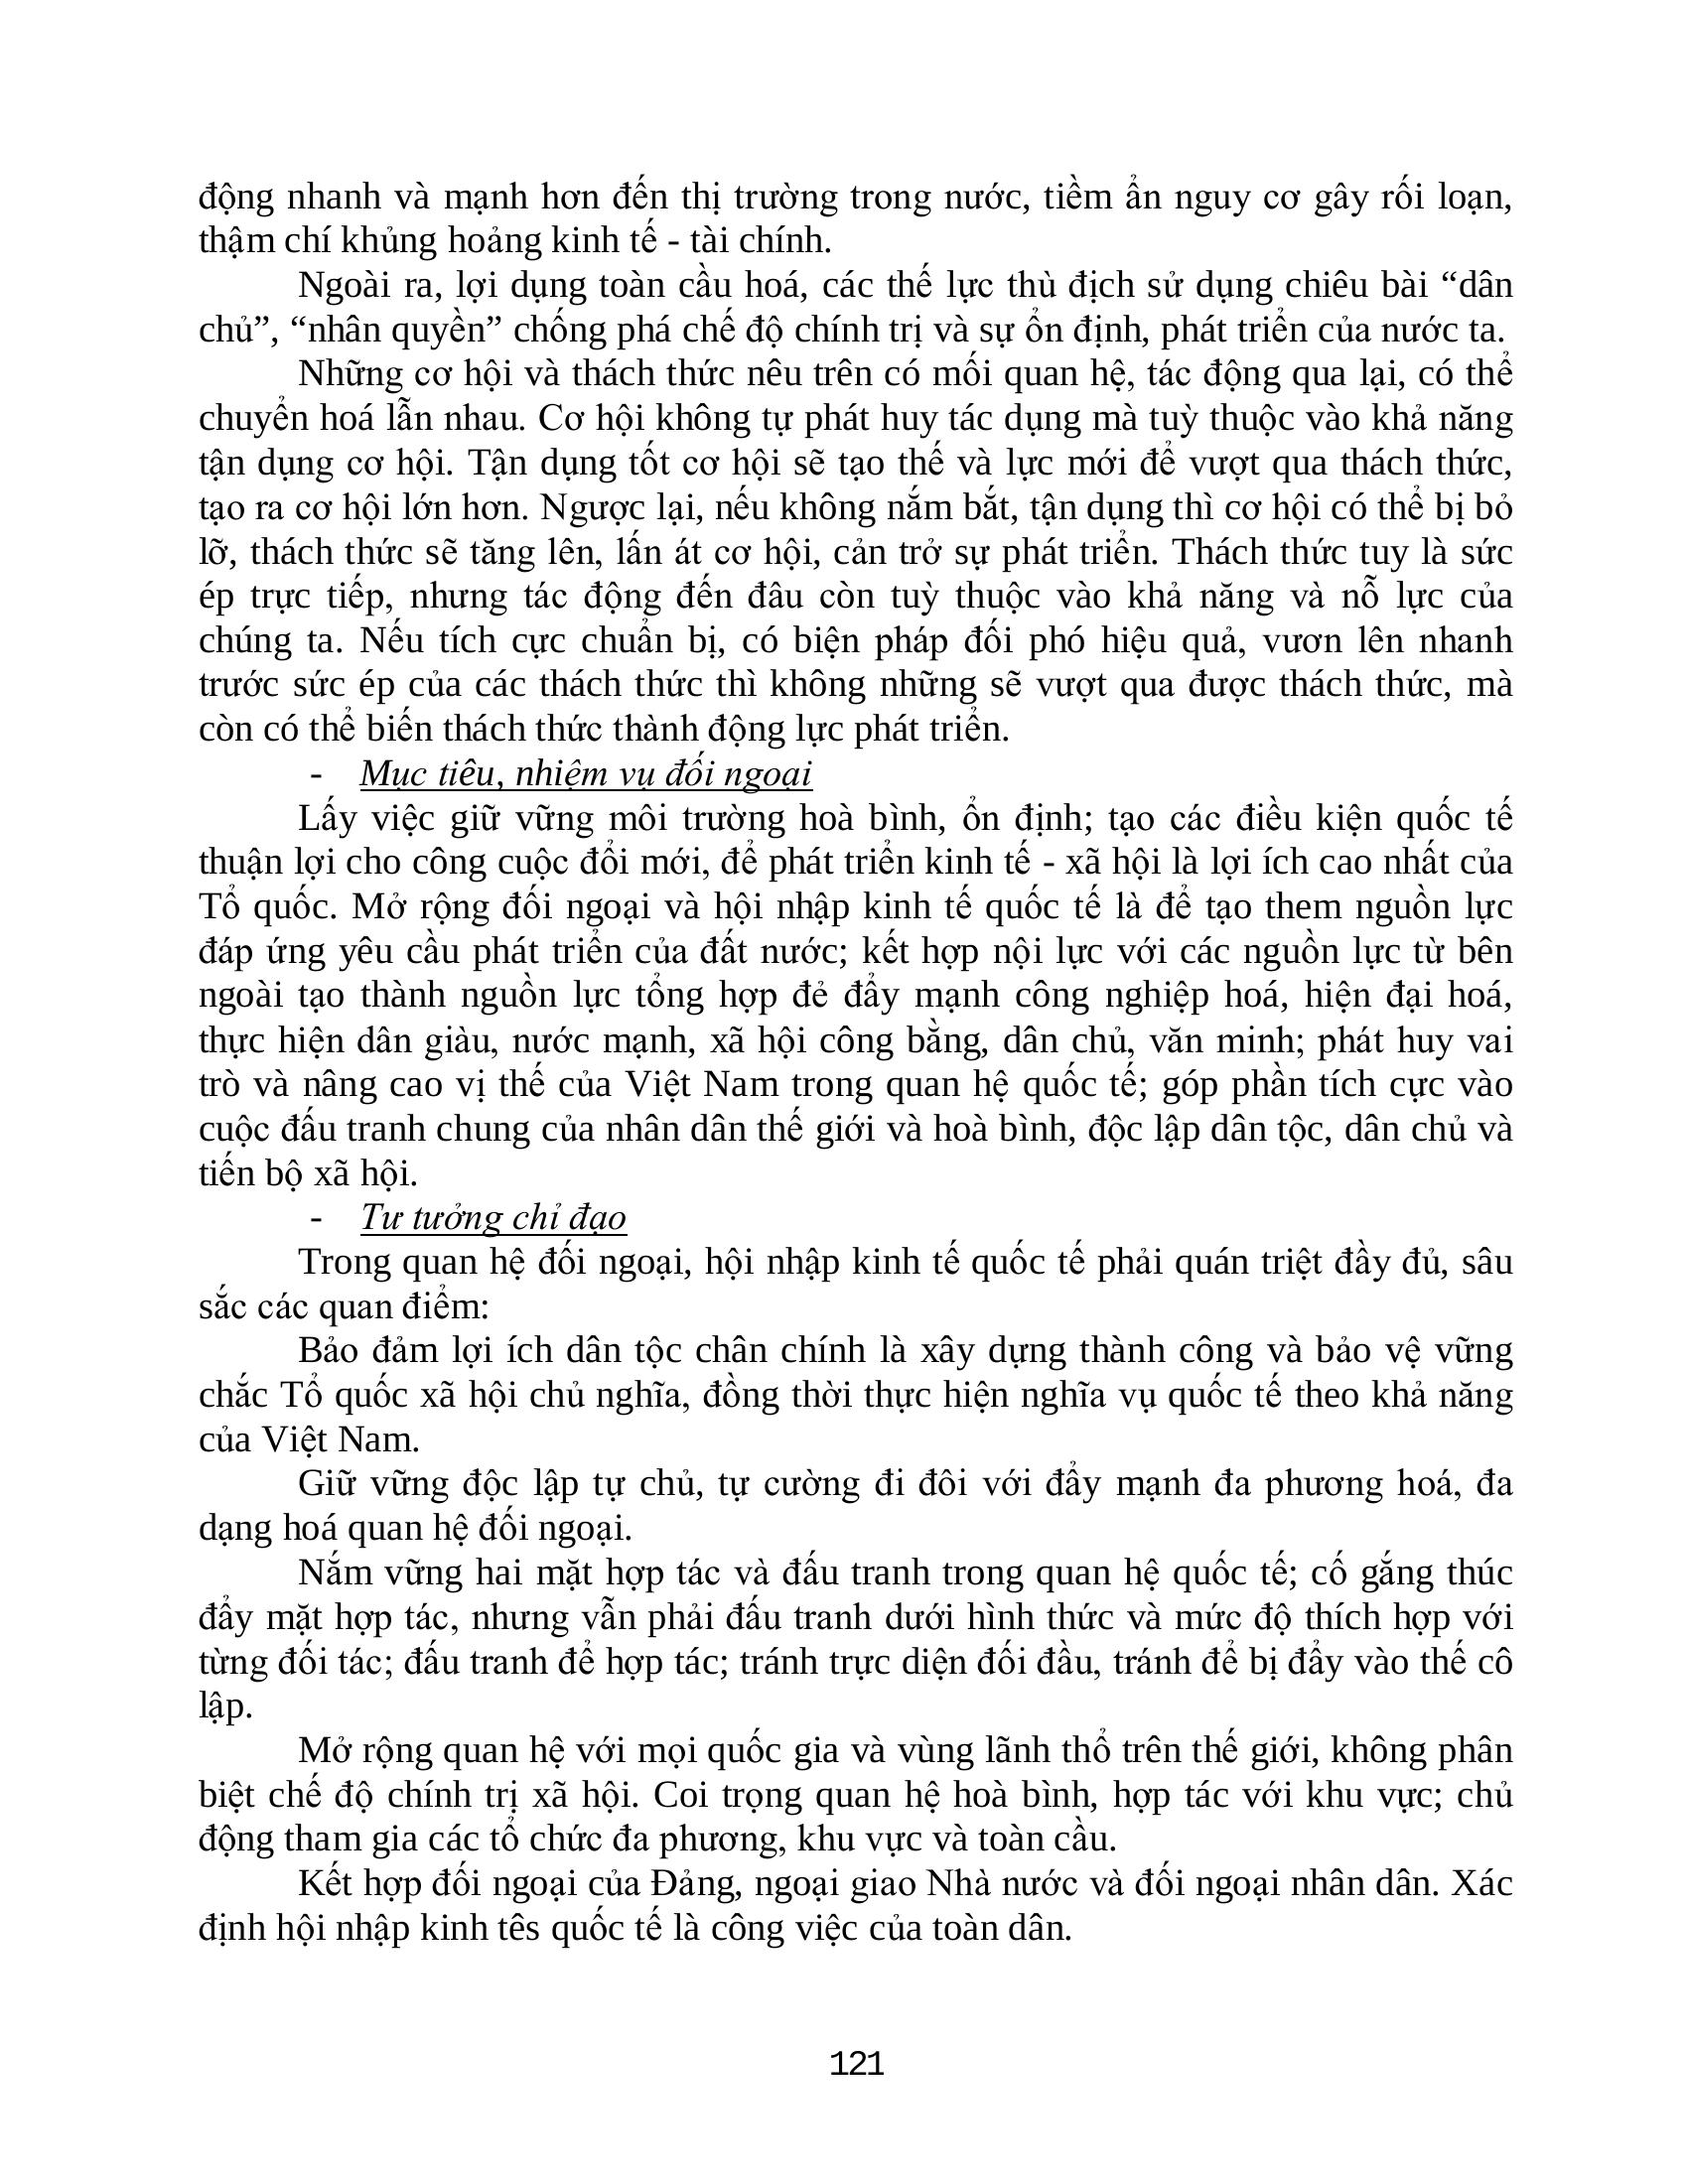 động nhanh và mạnh hơn đến thị trường trong nước, tiềm ẩn nguy cơ gây rối loạn,
thậm chí khủng hoảng kinh tế - tài chính.
Ngoài ra, lợi dụng toàn cầu hoá, các thế lực thù địch sử dụng chiêu bài “dân
chủ”, “nhân quyền” chống phá chế độ chính trị và sự ổn định, phát triển của nước ta.
Những cơ hội và thách thức nêu trên có mối quan hệ, tác động qua lại, có thể
chuyển hoá lẫn nhau. Cơ hội không tự phát huy tác dụng mà tuỳ thuộc vào khả năng
tận dụng cơ hội. Tận dụng tốt cơ hội sẽ tạo thế và lực mới để vượt qua thách thức,
tạo ra cơ hội lớn hơn. Ngược lại, nếu không nắm bắt, tận dụng thì cơ hội có thể bị bỏ
lỡ, thách thức sẽ tăng lên, lấn át cơ hội, cản trở sự phát triển. Thách thức tuy là sức
ép trực tiếp, nhưng tác động đến đâu còn tuỳ thuộc vào khả năng và nỗ lực của
chúng ta. Nếu tích cực chuẩn bị, có biện pháp đối phó hiệu quả, vươn lên nhanh
trước sức ép của các thách thức thì không những sẽ vượt qua được thách thức, mà
còn có thể biến thách thức thành động lực phát triển.
- Mục tiêu, nhiệm vụ đối ngoại
Lấy việc giữ vững môi trường hoà bình, ổn định; tạo các điều kiện quốc tế
thuận lợi cho công cuộc đổi mới, để phát triển kinh tế - xã hội là lợi ích cao nhất của
Tổ quốc. Mở rộng đối ngoại và hội nhập kinh tế quốc tế là để tạo them nguồn lực
đáp ứng yêu cầu phát triển của đất nước; kết hợp nội lực với các nguồn lực từ bên
ngoài tạo thành nguồn lực tổng hợp đẻ đẩy mạnh công nghiệp hoá, hiện đại hoá,
thực hiện dân giàu, nước mạnh, xã hội công bằng, dân chủ, văn minh; phát huy vai
trò và nâng cao vị thế của Việt Nam trong quan hệ quốc tế; góp phần tích cực vào
cuộc đấu tranh chung của nhân dân thế giới và hoà bình, độc lập dân tộc, dân chủ và
tiến bộ xã hội.
- Tư tưởng chỉ đạo
Trong quan hệ đối ngoại, hội nhập kinh tế quốc tế phải quán triệt đầy đủ, sâu
sắc các quan điểm:
Bảo đảm lợi ích dân tộc chân chính là xây dựng thành công và bảo vệ vững
chắc Tổ quốc xã hội chủ nghĩa, đồng thời thực hiện nghĩa vụ quốc tế theo khả năng
của Việt Nam.
Giữ vững độc lập tự chủ, tự cường đi đôi với đẩy mạnh đa phương hoá, đa
dạng hoá quan hệ đối ngoại.
Nắm vững hai mặt hợp tác và đấu tranh trong quan hệ quốc tế; cố gắng thúc
đẩy mặt hợp tác, nhưng vẫn phải đấu tranh dưới hình thức và mức độ thích hợp với
từng đối tác; đấu tranh để hợp tác; tránh trực diện đối đầu, tránh để bị đẩy vào thế cô
lập.
Mở rộng quan hệ với mọi quốc gia và vùng lãnh thổ trên thế giới, không phân
biệt chế độ chính trị xã hội. Coi trọng quan hệ hoà bình, hợp tác với khu vực; chủ
động tham gia các tổ chức đa phương, khu vực và toàn cầu.
Kết hợp đối ngoại của Đảng, ngoại giao Nhà nước và đối ngoại nhân dân. Xác
định hội nhập kinh tês quốc tế là công việc của toàn dân.
121